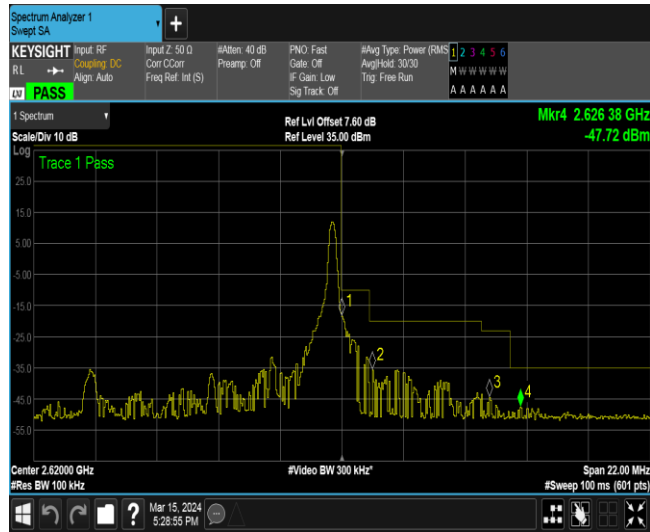 Spectrum Analyzer 1
Swept SA
+
KEYSIGHT
RL
LXI
PASS
Input: RF
Coupling: DC
Align: Auto
Input Z: 50 Ω
Corr CCorr
Freq Ref: Int (S)
#Atten: 40 dB
Preamp: Off
PNO: Fast
Gate: Off
IF Gain: Low
Sig Track: Off
#Avg Type: Power (RMS
Avg|Hold: 30/30
Trig: Free Run
1 2 3 4 5 6
M W W W W W
A A A A A A
1 Spectrum
Scale/Div 10 dB
Ref Lvl Offset 7.60 dB
Ref Level 35.00 dBm
Mkr4 2.626 38 GHz
-47.72 dBm
Log
Trace 1 Pass
25.0
15.0
5.00
-5.00
-15.0
-25.0
-35.0
-45.0
-55.0
1
2
3
4
Center 2.62000 GHz
#Res BW 100 kHz
#Video BW 300 kHz*
Span 22.00 MHz
#Sweep 100 ms (601 pts)
?
Mar 15, 2024
5:28:55 PM